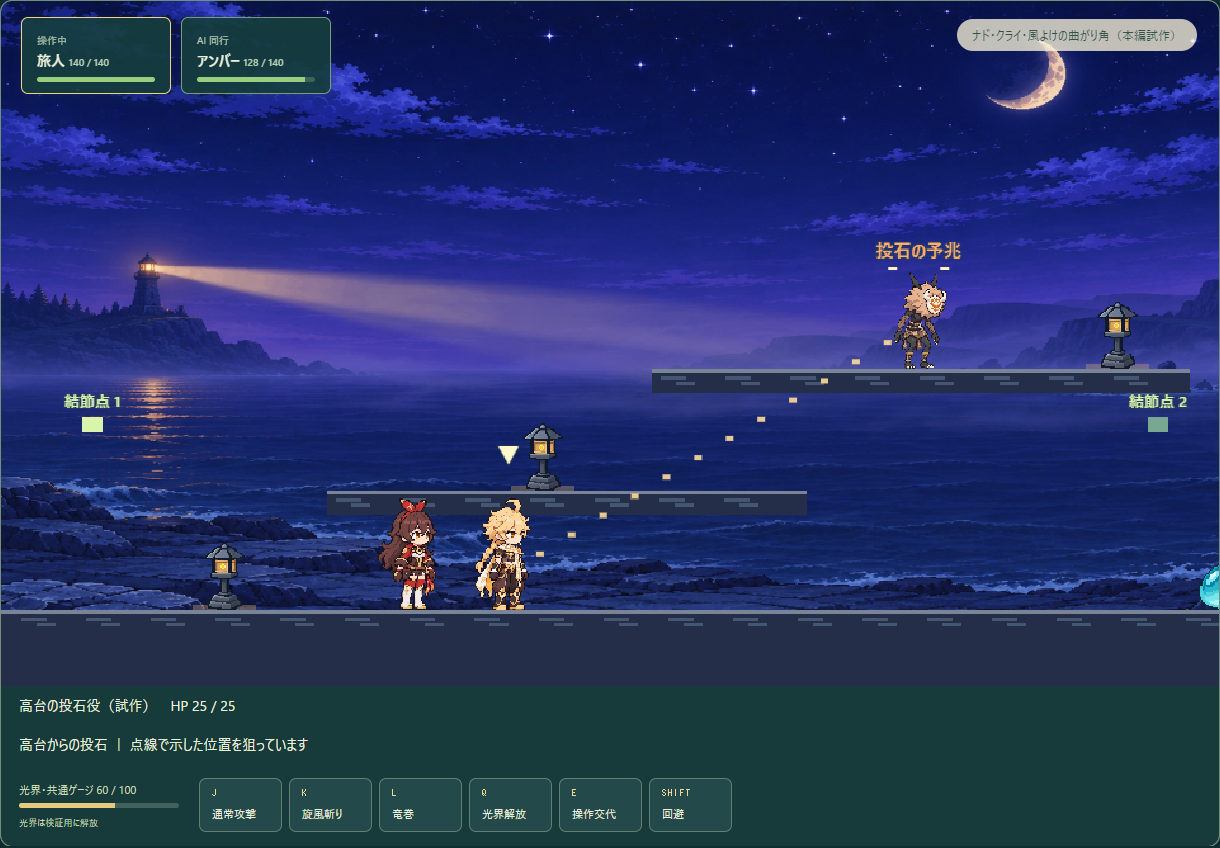 操作中
旅人 140 / 140
AI 同行
アンバー 128 / 140
ナド・クライ・風よけの曲がり角（本編試作）
投石の予兆
結節点 1
結節点 2
高台の投石役（試作） HP 25 / 25
高台からの投石 | 点線で示した位置を狙っています
光界・共通ゲージ 60 / 100
光界は検証用に解放
J
通常攻撃
K
旋風斬り
L
竜巻
Q
光界解放
E
操作交代
SHIFT
回避